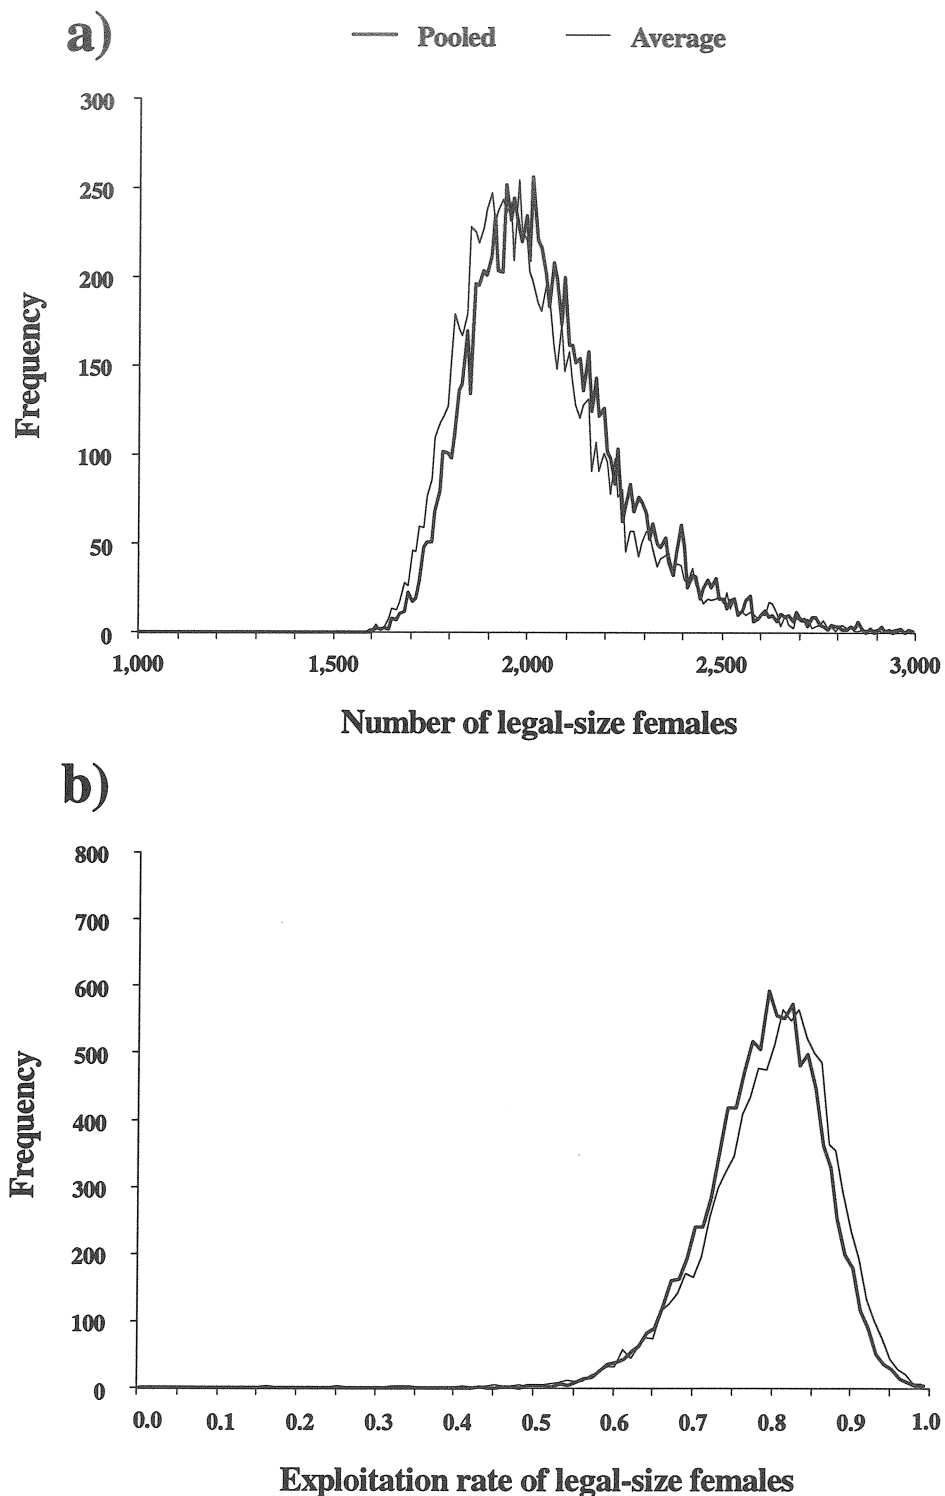 a)
Pooled Average
300
250
200
150
100
50
0
Frequency
1,000 1,500 2,000 2,500 3,000
Number of legal-size females
b)
800
700
600
500
400
300
200
100
0
Frequency
0.0 0.1 0.2 0.3 0.4 0.5 0.6 0.7 0.8 0.9 1.0
Exploitation rate of legal-size females